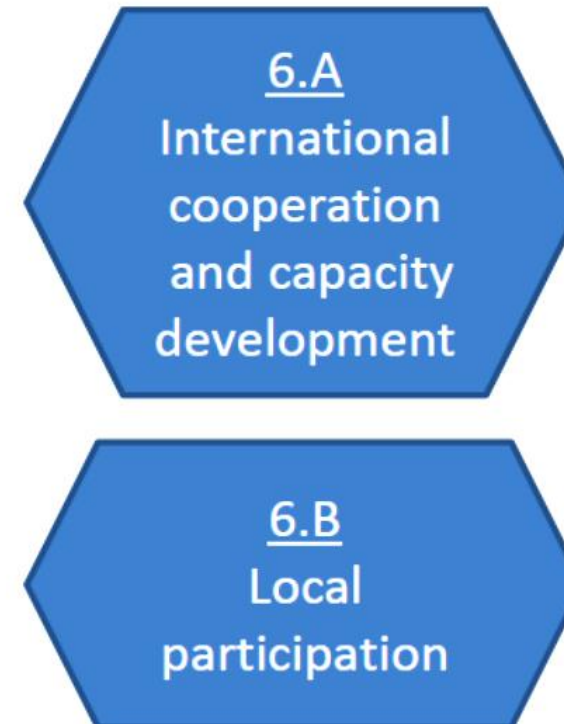 6.A
International
cooperation
and capacity
development
6.B
Local
participation